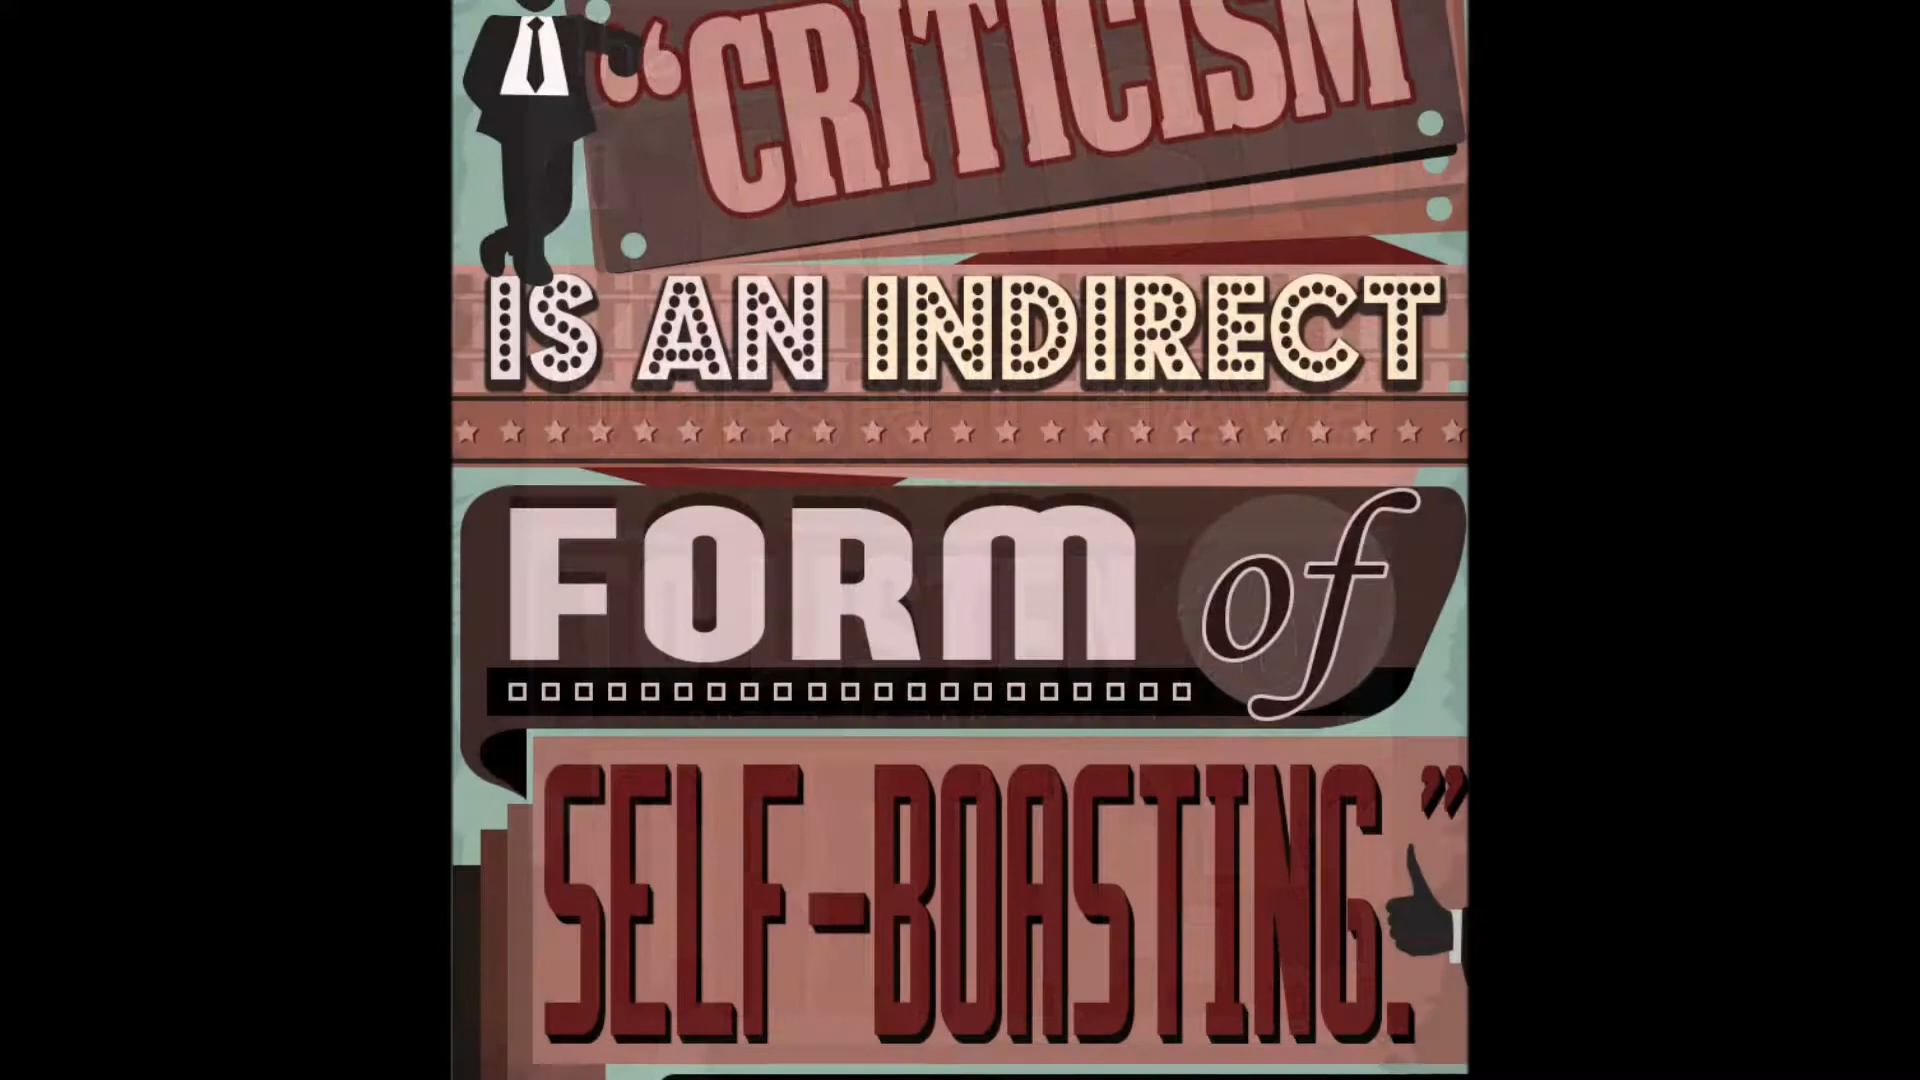 “CRITICISM
IS AN INDIRECT
FORM of
SELF-BOASTING.”